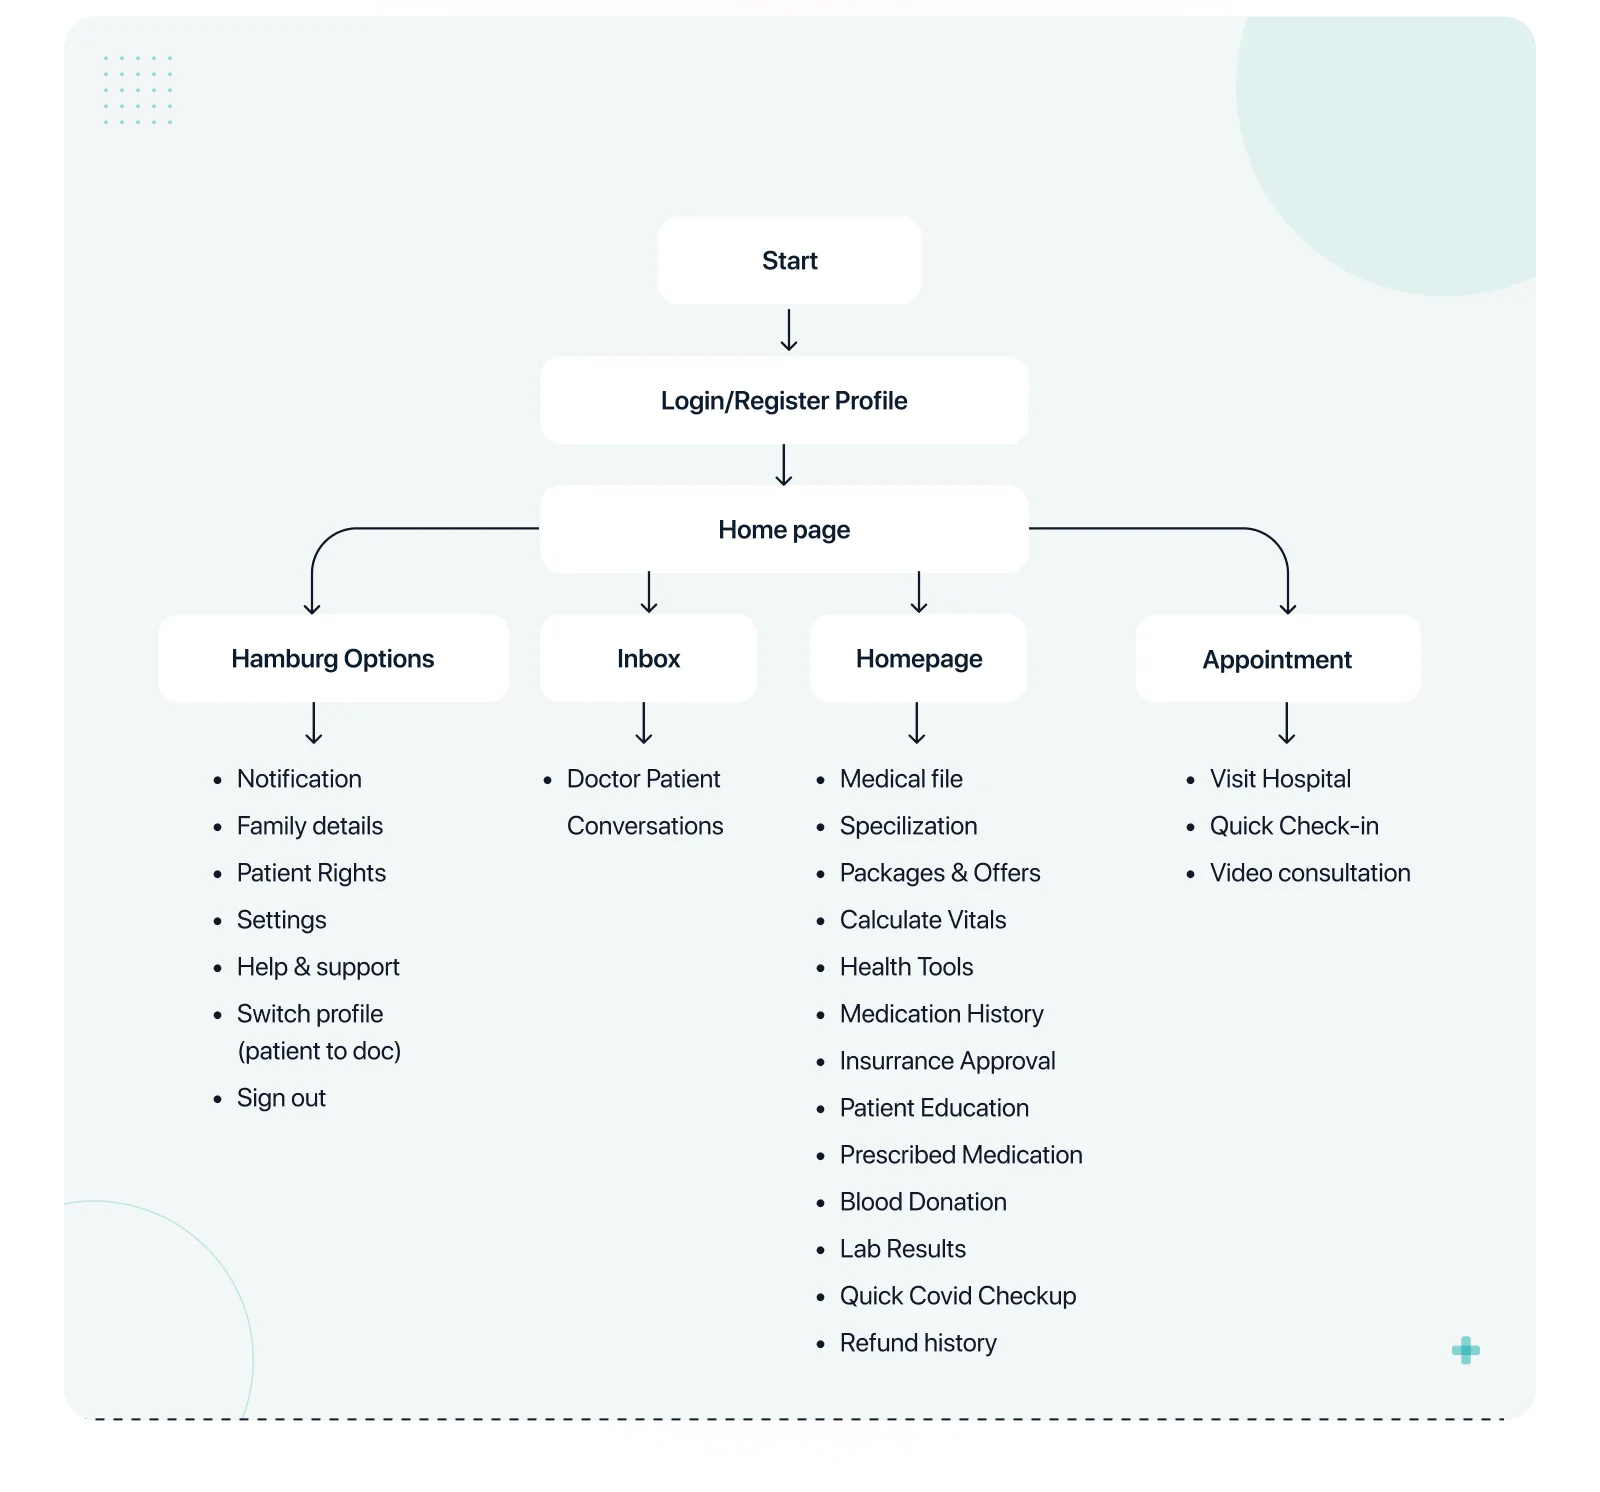 Start
Login/Register Profile
Home page
Hamburg Options
Inbox
Homepage
Appointment
Notification
Family details
Patient Rights
Settings
Help & support
Switch profile
(patient to doc)
Sign out
Doctor Patient
Conversations
Medical file
Specilization
Packages & Offers
Calculate Vitals
Health Tools
Medication History
Insurrance Approval
Patient Education
Prescribed Medication
Blood Donation
Lab Results
Quick Covid Checkup
Refund history
Visit Hospital
Quick Check-in
Video consultation